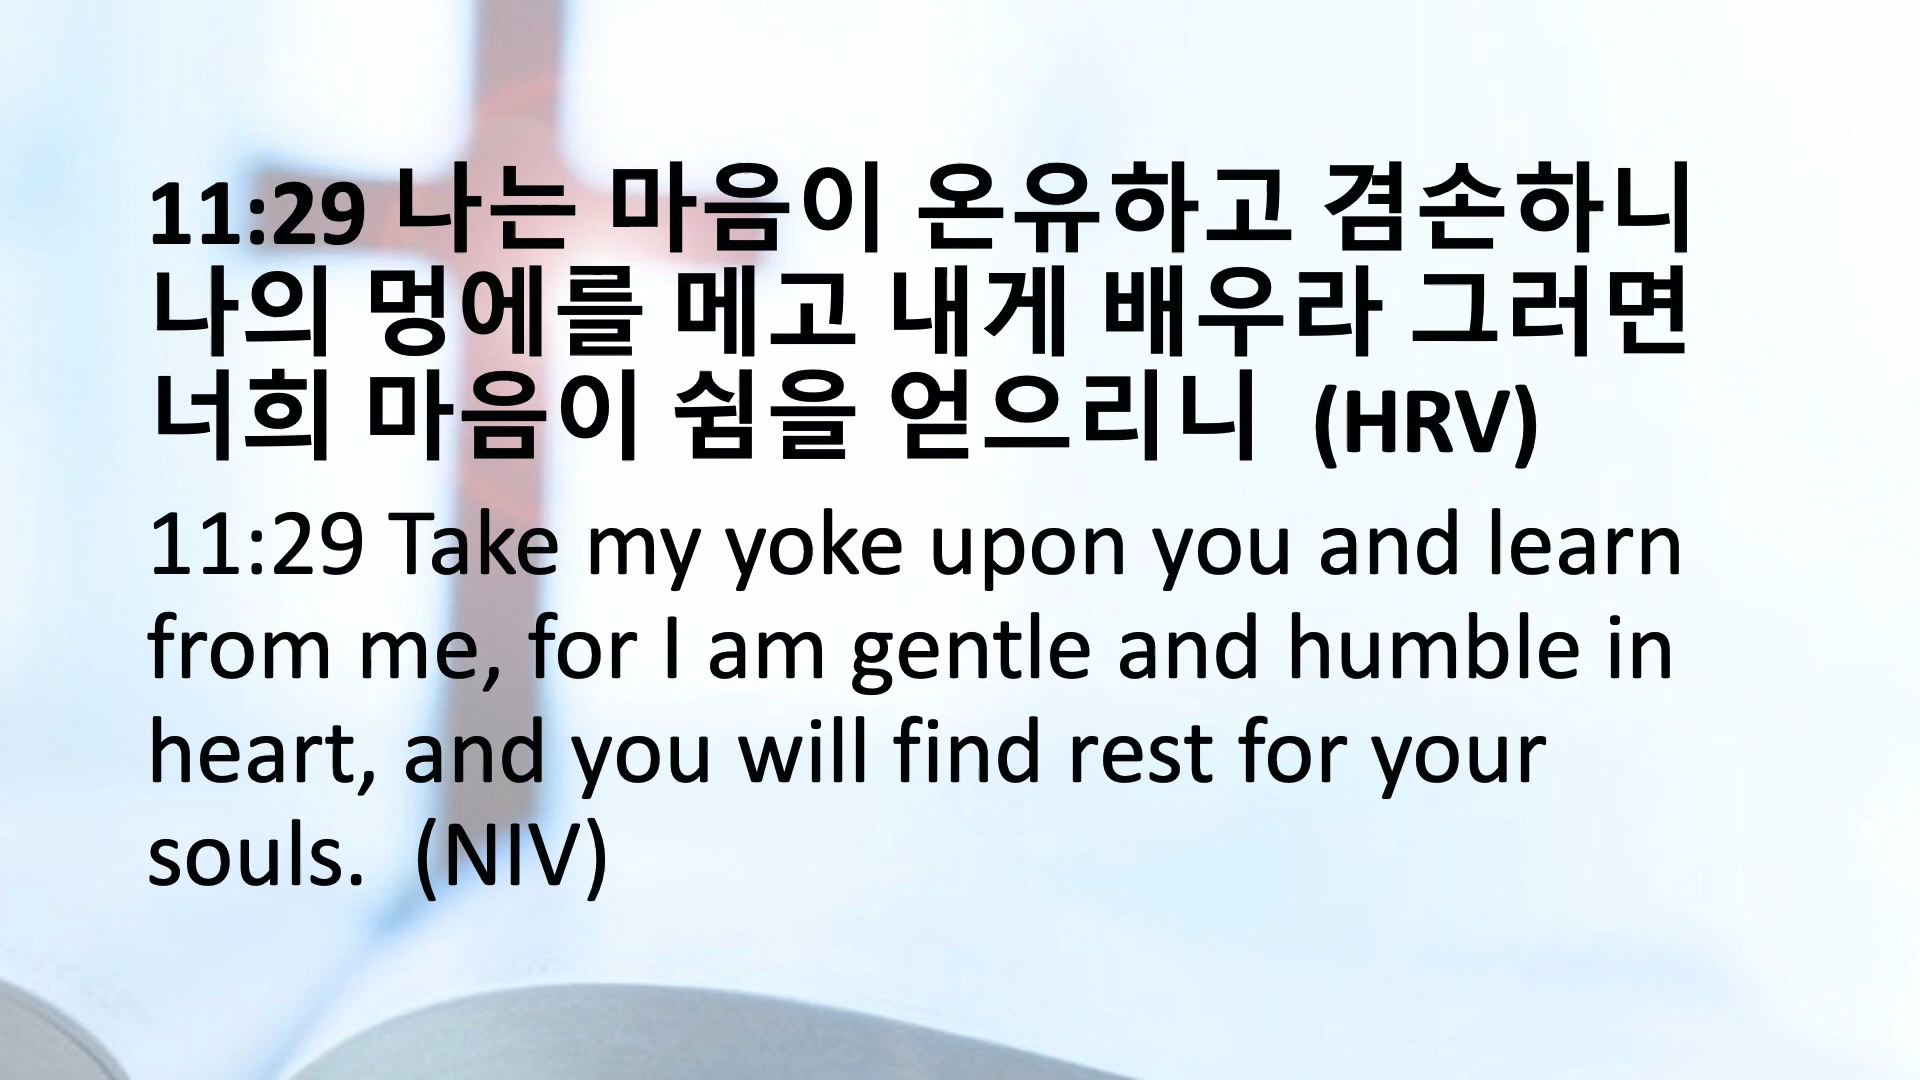 11:29 나는 마음이 온유하고 겸손하니
나의 멍에를 메고 내게 배우라 그러면
너희 마음이 쉼을 얻으리니  (HRV)
11:29 Take my yoke upon you and learn
from me, for I am gentle and humble in
heart, and you will find rest for your
souls.  (NIV)